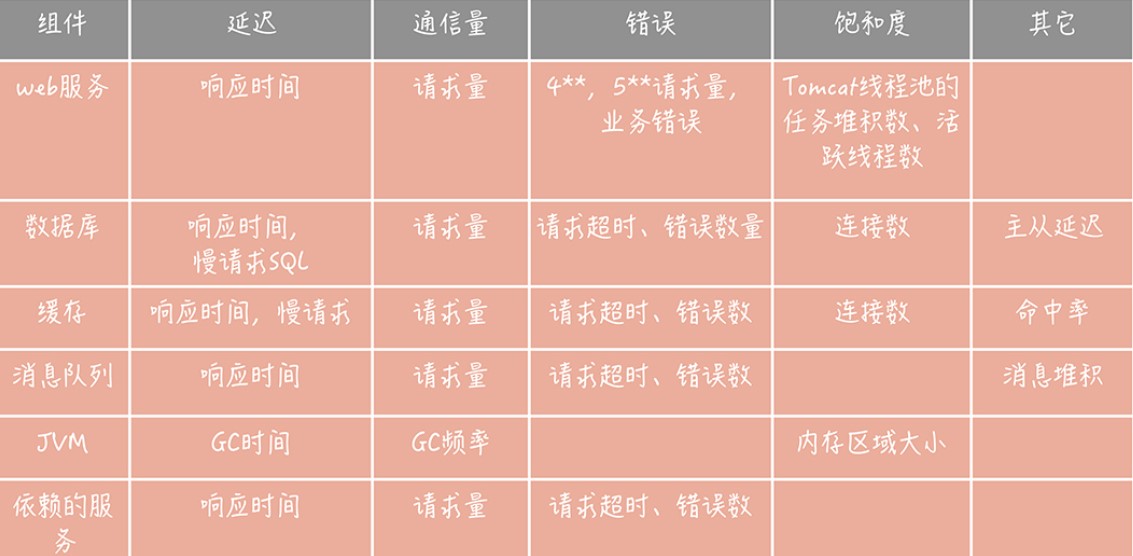 组件 延迟 通信量 错误 饱和度 其它
web服务 响应时间 请求量 4**，5**请求量，业务错误 Tomcat线程池的任务堆积数、活跃线程数
数据库 响应时间，慢请求SQL 请求量 请求超时、错误数量 连接数 主从延迟
缓存 响应时间，慢请求 请求量 请求超时、错误数 连接数 命中率
消息队列 响应时间 请求量 请求超时、错误数 消息堆积
JVM GC时间 GC频率 内存区域大小
依赖的服务 响应时间 请求量 请求超时、错误数